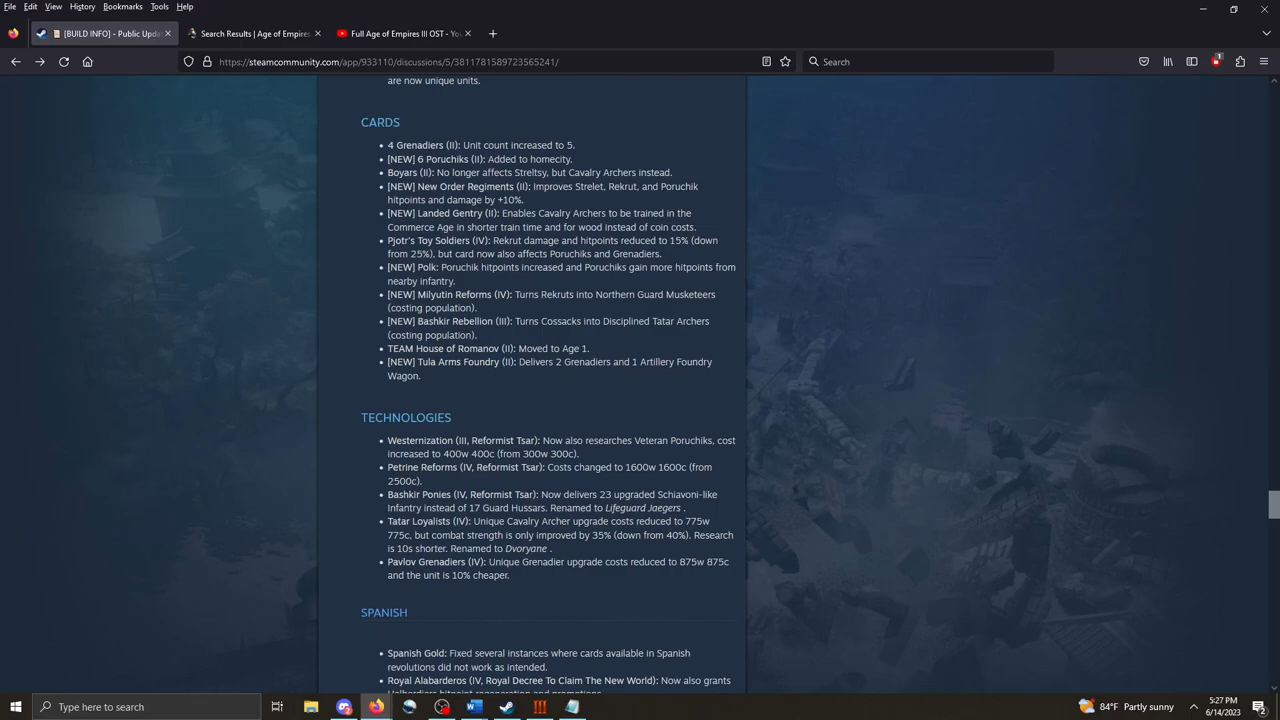 File Edit View History Bookmarks Tools Help
[BUILD INFO] - Public Upda
Search Results | Age of Empires
Full Age of Empires III OST - Yo
https://steamcommunity.com/app/933110/discussions/5/3811781589723565241/
Search
1
are now unique units.
CARDS
• 4 Grenadiers (II): Unit count increased to 5.
• [NEW] 6 Poruchiks (II): Added to homecity.
• Boyars (II): No longer affects Streltsy, but Cavalry Archers instead.
• [NEW] New Order Regiments (II): Improves Strelet, Rekrut, and Poruchik
hitpoints and damage by +10%.
• [NEW] Landed Gentry (II): Enables Cavalry Archers to be trained in the
Commerce Age in shorter train time and for wood instead of coin costs.
• Pjotr's Toy Soldiers (IV): Rekrut damage and hitpoints reduced to 15% (down
from 25%), but card now also affects Poruchiks and Grenadiers.
• [NEW] Polk: Poruchik hitpoints increased and Poruchiks gain more hitpoints from
nearby infantry.
• [NEW] Milyutin Reforms (IV): Turns Rekruts into Northern Guard Musketeers
(costing population).
• [NEW] Bashkir Rebellion (III): Turns Cossacks into Disciplined Tatar Archers
(costing population).
• TEAM House of Romanov (II): Moved to Age 1.
• [NEW] Tula Arms Foundry (II): Delivers 2 Grenadiers and 1 Artillery Foundry
Wagon.
TECHNOLOGIES
• Westernization (III, Reformist Tsar): Now also researches Veteran Poruchiks, cost
increased to 400w 400c (from 300w 300c).
• Petrine Reforms (IV, Reformist Tsar): Costs changed to 1600w 1600c (from
2500c).
• Bashkir Ponies (IV, Reformist Tsar): Now delivers 23 upgraded Schiavoni-like
Infantry instead of 17 Guard Hussars. Renamed to Lifeguard Jaegers .
• Tatar Loyalists (IV): Unique Cavalry Archer upgrade costs reduced to 775w
775c, but combat strength is only improved by 35% (down from 40%). Research
is 10s shorter. Renamed to Dvoryane .
• Pavlov Grenadiers (IV): Unique Grenadier upgrade costs reduced to 875w 875c
and the unit is 10% cheaper.
SPANISH
• Spanish Gold: Fixed several instances where cards available in Spanish
revolutions did not work as intended.
• Royal Alabarderos (IV, Royal Decree To Claim The New World): Now also grants
Halberdiers hitpoint regeneration and promotions.
Type here to search
84°F Partly sunny
5:27 PM
6/14/2023
2